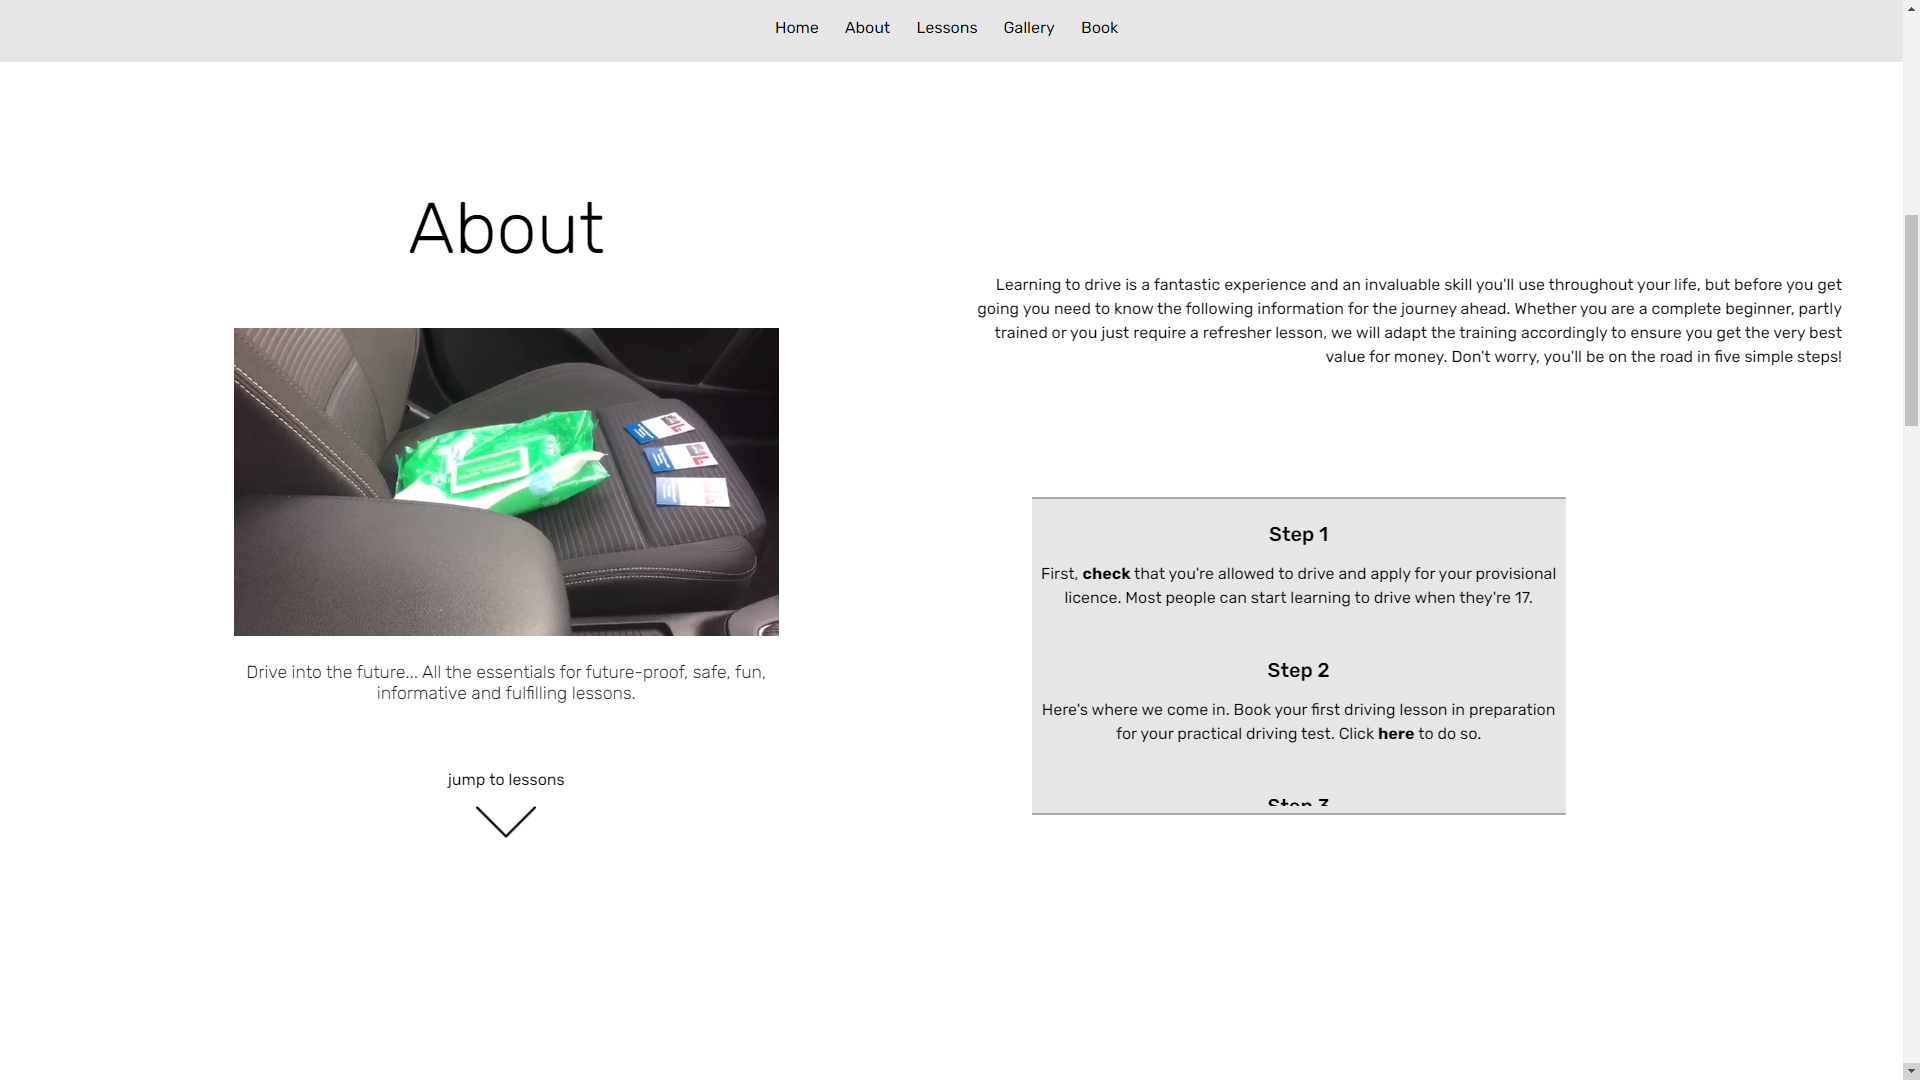 Home About Lessons Gallery Book
About
Drive into the future... All the essentials for future-proof, safe, fun,
informative and fulfilling lessons.
jump to lessons
Learning to drive is a fantastic experience and an invaluable skill you'll use throughout your life, but before you get
going you need to know the following information for the journey ahead. Whether you are a complete beginner, partly
trained or you just require a refresher lesson, we will adapt the training accordingly to ensure you get the very best
value for money. Don't worry, you'll be on the road in five simple steps!
Step 1
First, check that you're allowed to drive and apply for your provisional
licence. Most people can start learning to drive when they're 17.
Step 2
Here's where we come in. Book your first driving lesson in preparation
for your practical driving test. Click here to do so.
Step 3